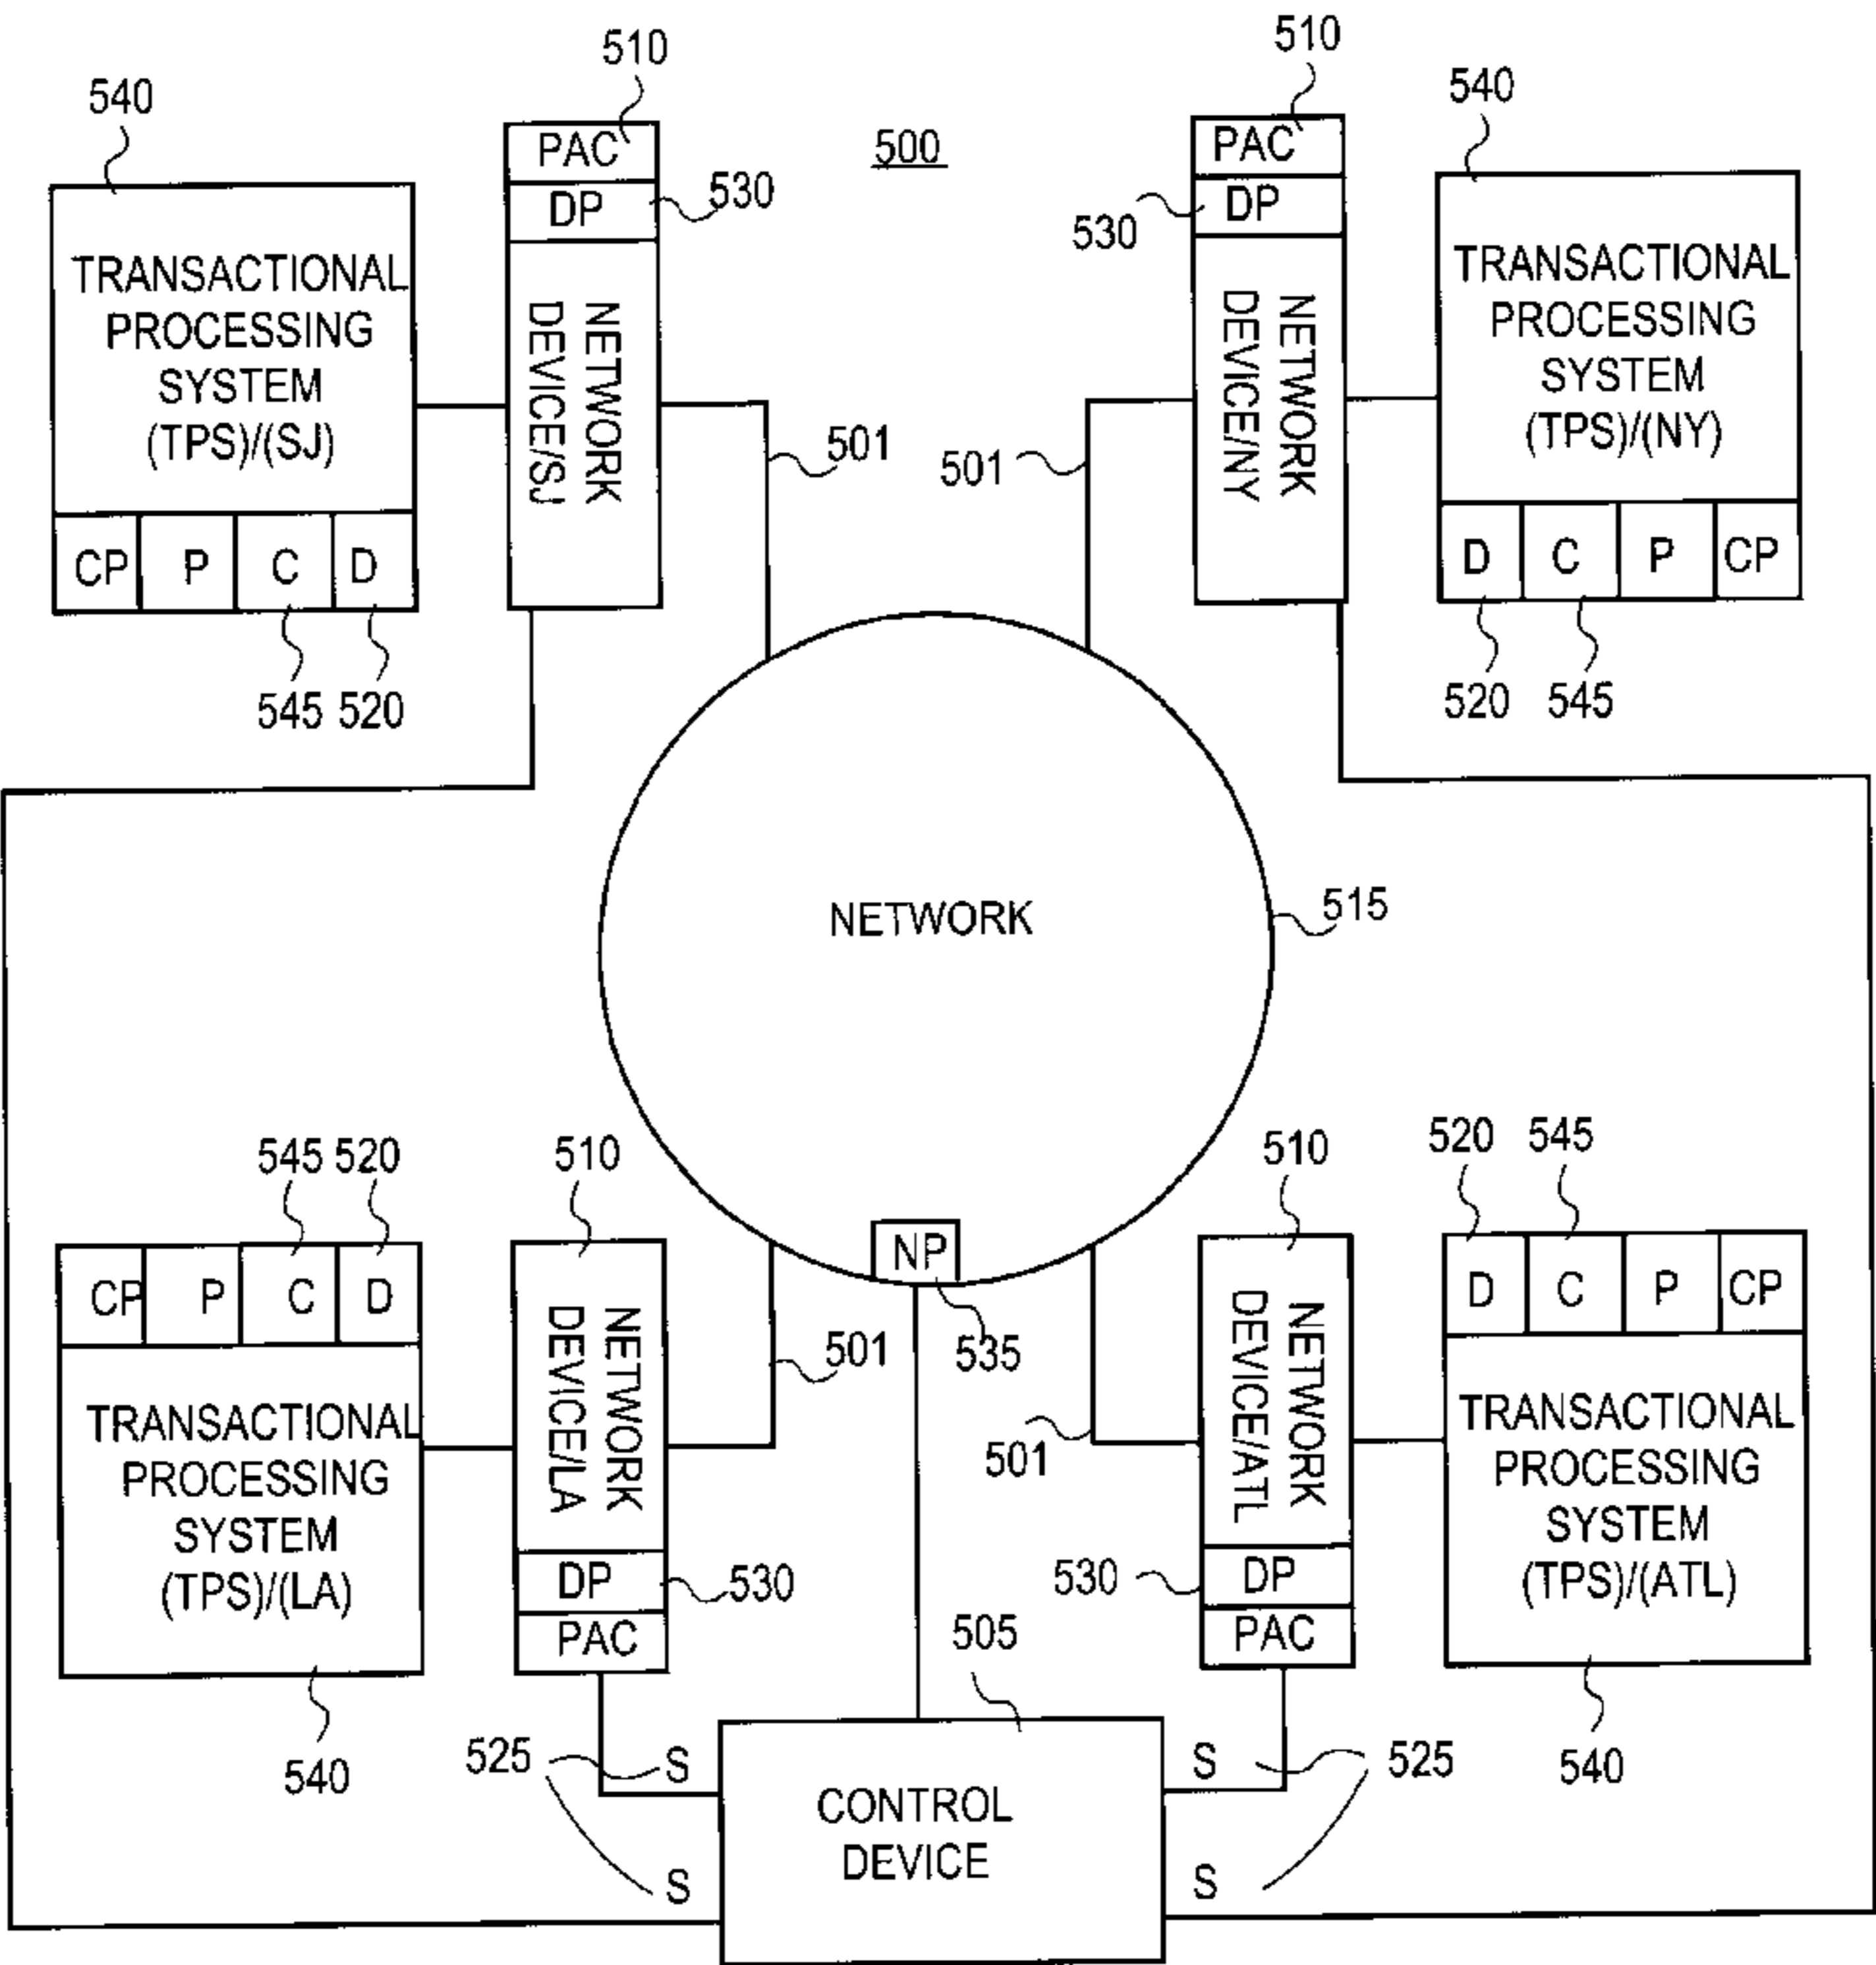 510
510
540
540
500
PAC
PAC
530
DP
530
DP
TRANSACTIONAL
PROCESSING
SYSTEM
(TPS)/(SJ)
NETWORK
DEVICE/SJ
501
501
NETWORK
DEVICE/NY
TRANSACTIONAL
PROCESSING
SYSTEM
(TPS)/(NY)
CP P C D
D C P CP
545 520
520 545
NETWORK
515
545 520
510
510
520 545
CP P C D
NP
D C P CP
NETWORK
DEVICE/LA
501
535
501
NETWORK
DEVICE/ATL
TRANSACTIONAL
PROCESSING
SYSTEM
(TPS)/(LA)
TRANSACTIONAL
PROCESSING
SYSTEM
(TPS)/(ATL)
DP
530
530
DP
PAC
505
PAC
540
525
S
S
525
540
CONTROL
DEVICE
S
S